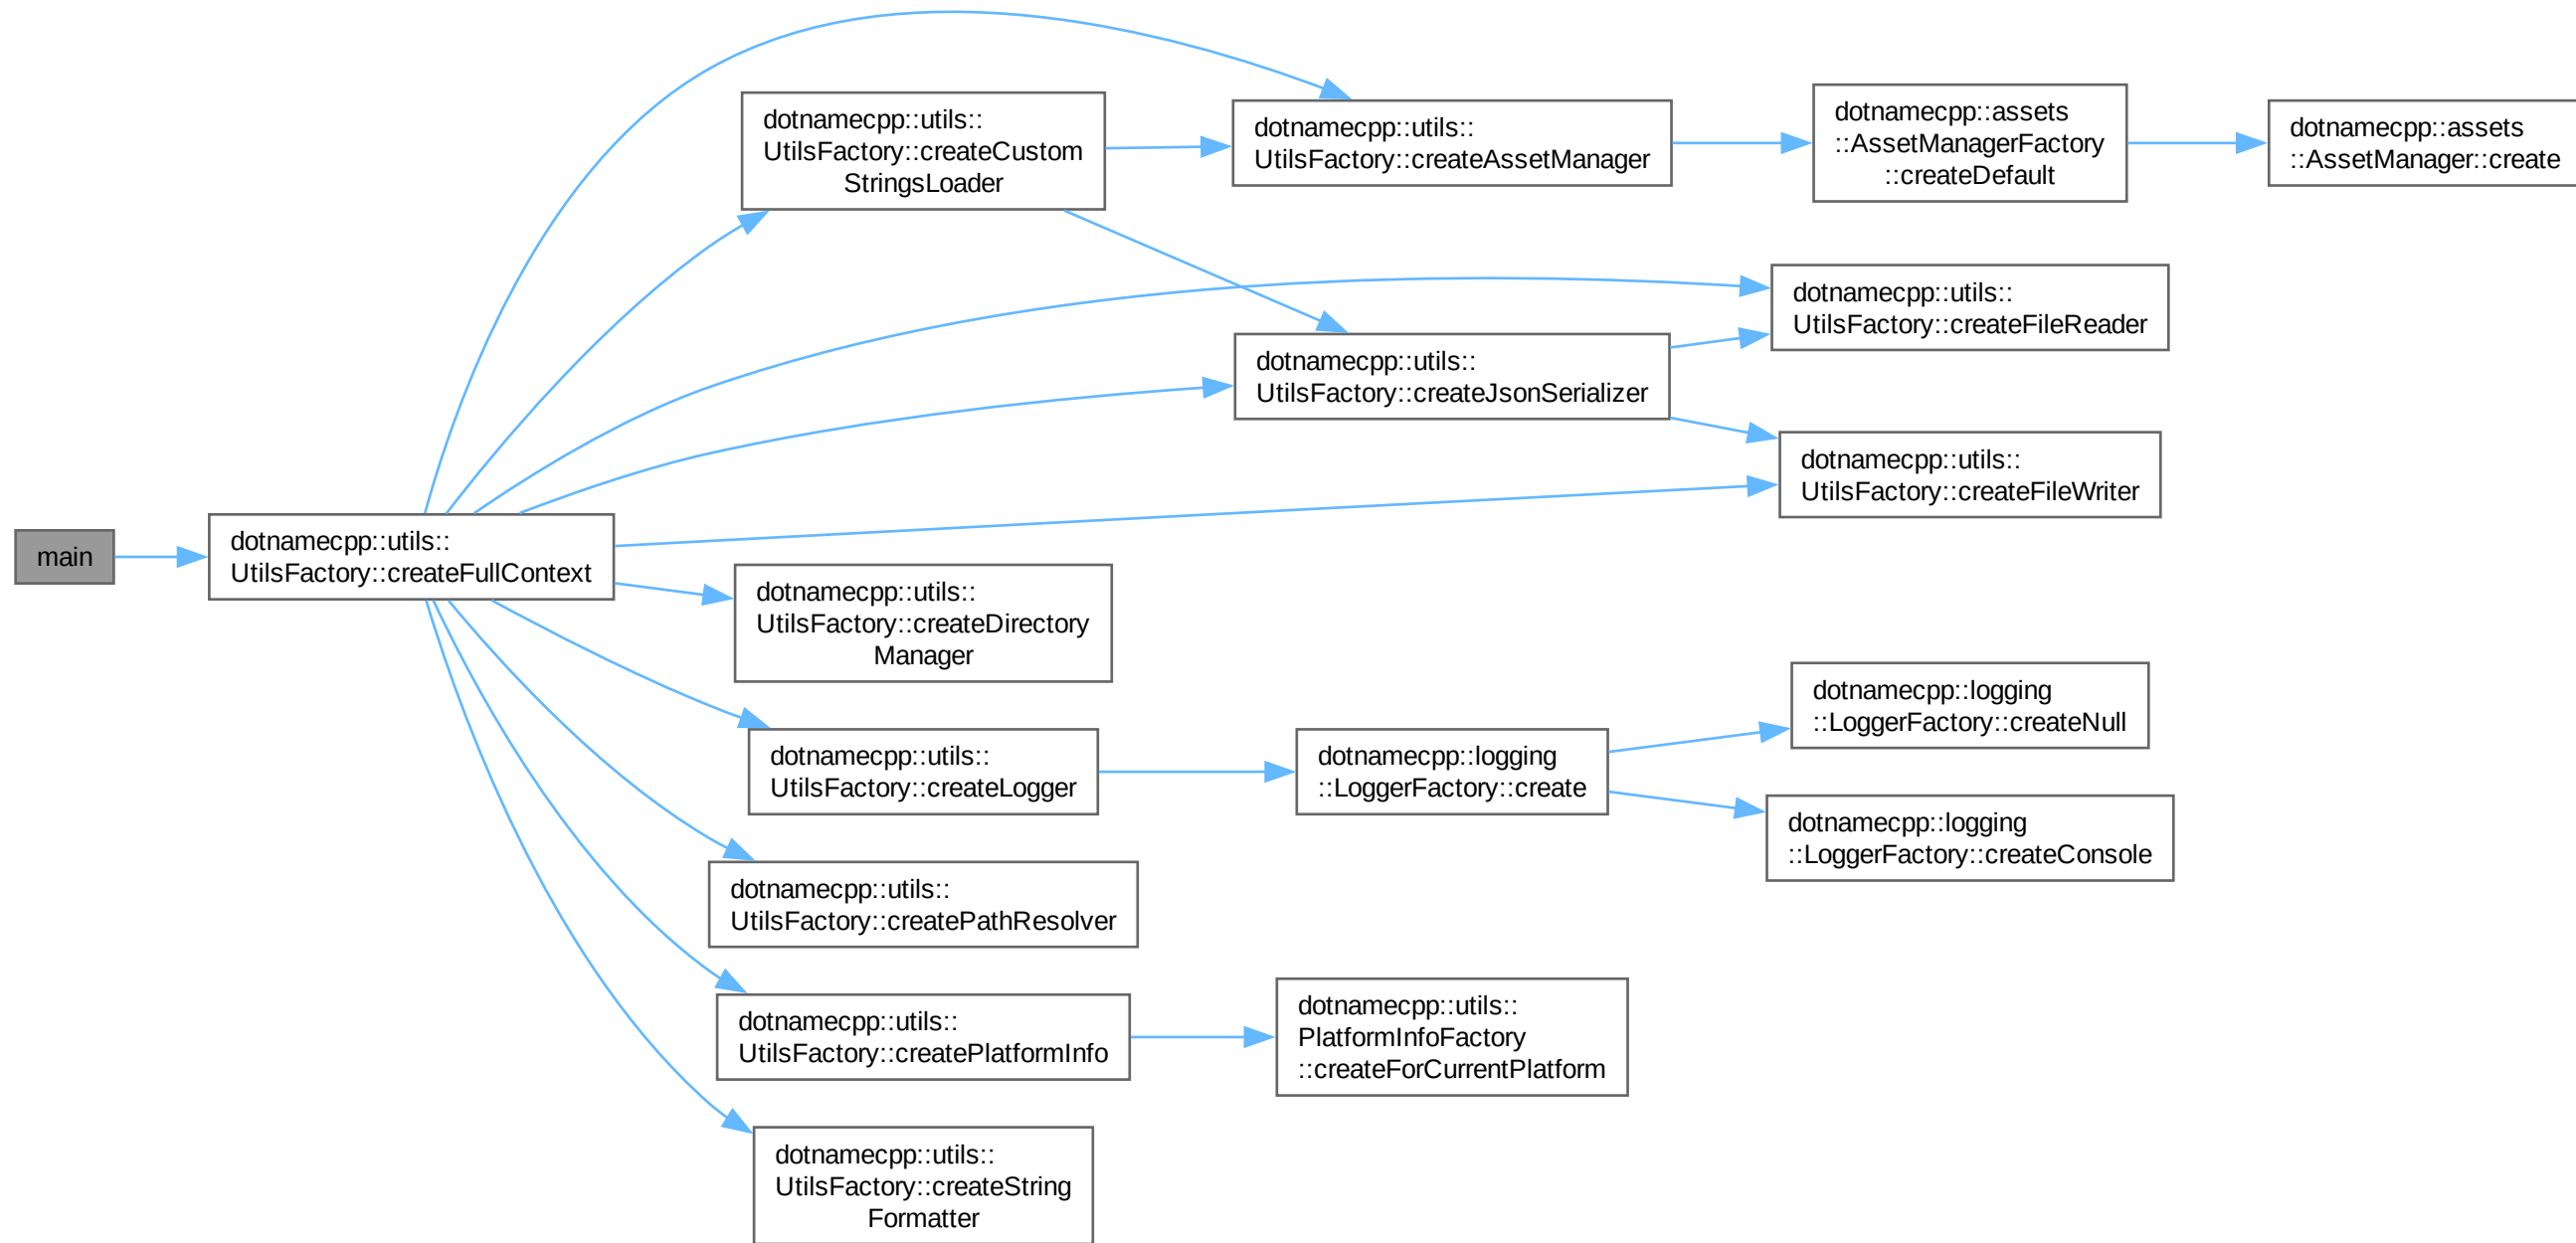 main
dotnamecpp::utils::
UtilsFactory::createFullContext
dotnamecpp::utils::
UtilsFactory::createCustom
StringsLoader
dotnamecpp::utils::
UtilsFactory::createAssetManager
dotnamecpp::assets
::AssetManagerFactory
::createDefault
dotnamecpp::assets
::AssetManager::create
dotnamecpp::utils::
UtilsFactory::createFileReader
dotnamecpp::utils::
UtilsFactory::createJsonSerializer
dotnamecpp::utils::
UtilsFactory::createFileWriter
dotnamecpp::utils::
UtilsFactory::createDirectory
Manager
dotnamecpp::utils::
UtilsFactory::createLogger
dotnamecpp::logging
::LoggerFactory::create
dotnamecpp::logging
::LoggerFactory::createNull
dotnamecpp::logging
::LoggerFactory::createConsole
dotnamecpp::utils::
UtilsFactory::createPathResolver
dotnamecpp::utils::
UtilsFactory::createPlatformInfo
dotnamecpp::utils::
PlatformInfoFactory
::createForCurrentPlatform
dotnamecpp::utils::
UtilsFactory::createString
Formatter